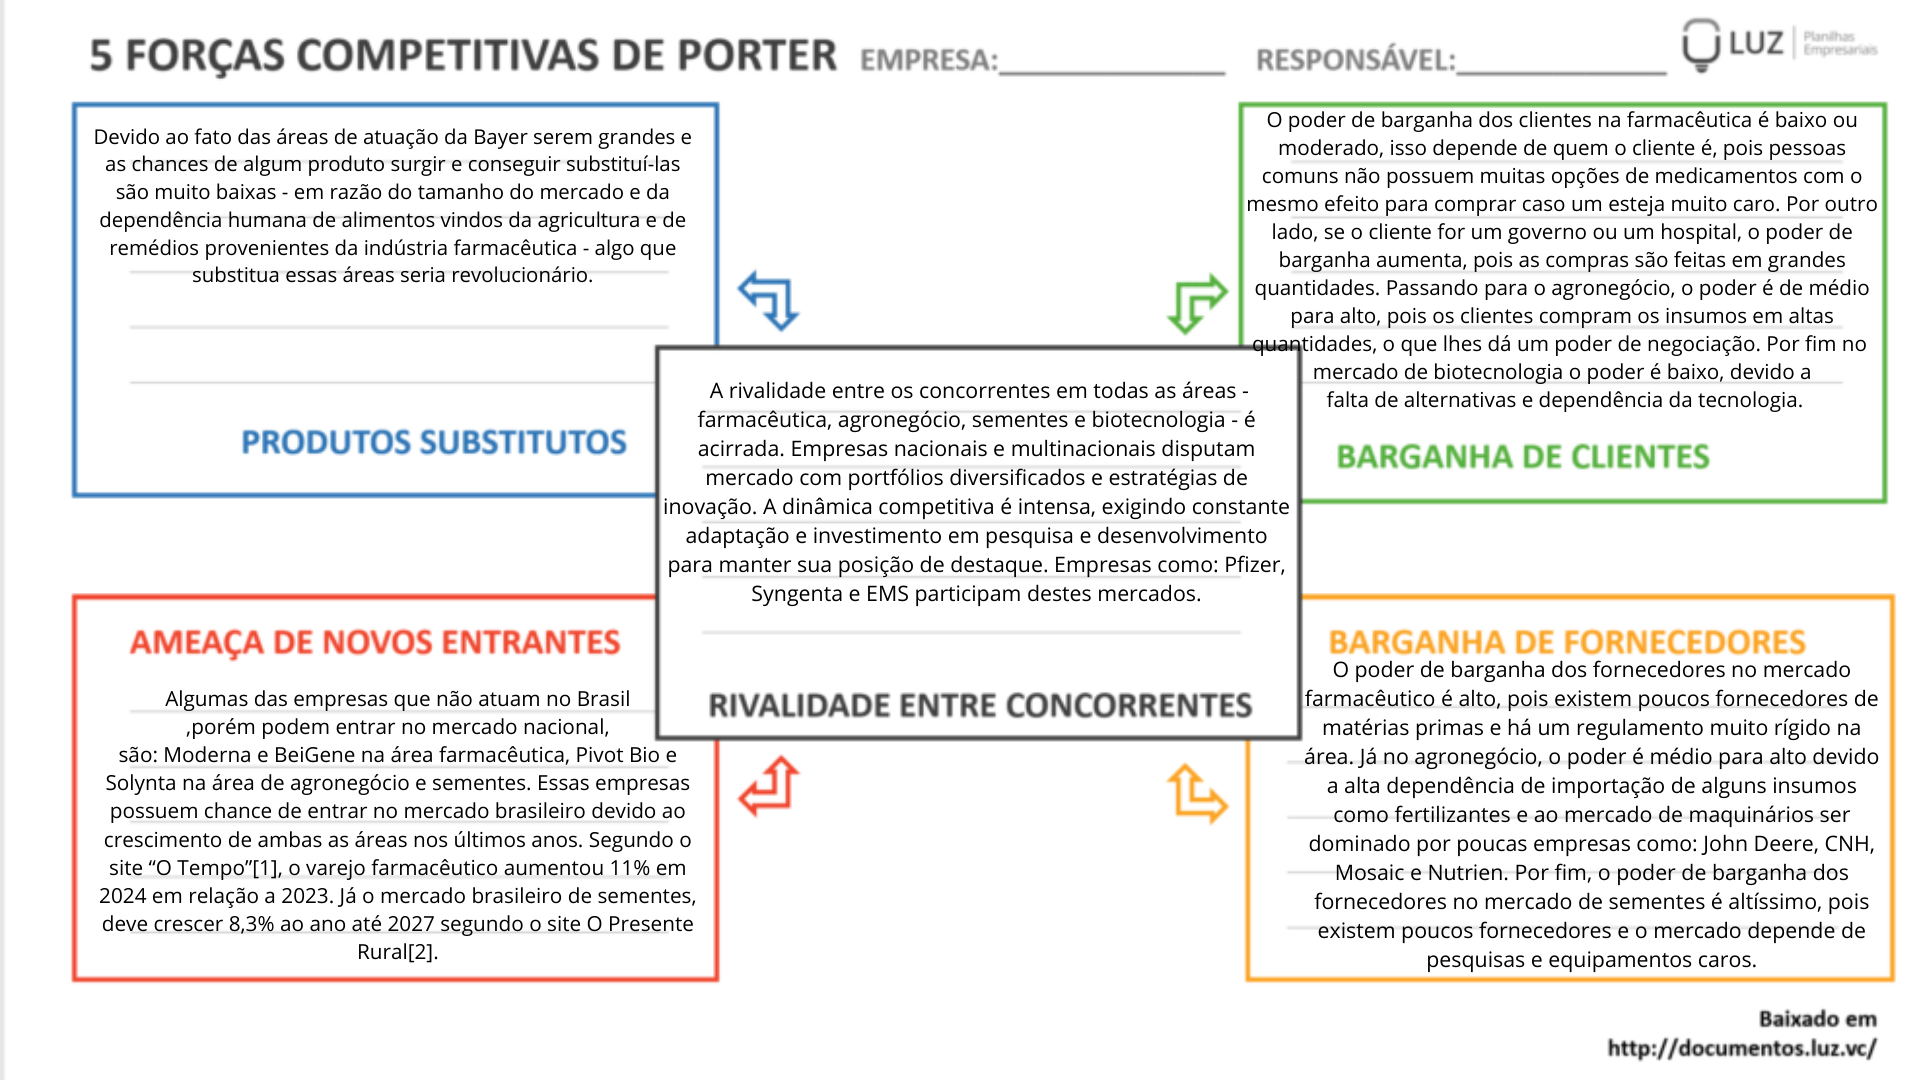 5 FORÇAS COMPETITIVAS DE PORTER EMPRESA:_______________ RESPONSÁVEL:______________ LUZ Planilhas
Empresariais
Devido ao fato das áreas de atuação da Bayer serem grandes e
as chances de algum produto surgir e conseguir substituí-las
são muito baixas - em razão do tamanho do mercado e da
dependência humana de alimentos vindos da agricultura e de
remédios provenientes da indústria farmacêutica - algo que
substitua essas áreas seria revolucionário.
PRODUTOS SUBSTITUTOS
O poder de barganha dos clientes na farmacêutica é baixo ou
moderado, isso depende de quem o cliente é, pois pessoas
comuns não possuem muitas opções de medicamentos com o
mesmo efeito para comprar caso um esteja muito caro. Por outro
lado, se o cliente for um governo ou um hospital, o poder de
barganha aumenta, pois as compras são feitas em grandes
quantidades. Passando para o agronegócio, o poder é de médio
para alto, pois os clientes compram os insumos em altas
quantidades, o que lhes dá um poder de negociação. Por fim no
mercado de biotecnologia o poder é baixo, devido a
falta de alternativas e dependência da tecnologia.
BARGANHA DE CLIENTES
A rivalidade entre os concorrentes em todas as áreas -
farmacêutica, agronegócio, sementes e biotecnologia - é
acirrada. Empresas nacionais e multinacionais disputam
mercado com portfólios diversificados e estratégias de
inovação. A dinâmica competitiva é intensa, exigindo constante
adaptação e investimento em pesquisa e desenvolvimento
para manter sua posição de destaque. Empresas como: Pfizer,
Syngenta e EMS participam destes mercados.
RIVALIDADE ENTRE CONCORRENTES
AMEAÇA DE NOVOS ENTRANTES
Algumas das empresas que não atuam no Brasil
,porém podem entrar no mercado nacional,
são: Moderna e BeiGene na área farmacêutica, Pivot Bio e
Solynta na área de agronegócio e sementes. Essas empresas
possuem chance de entrar no mercado brasileiro devido ao
crescimento de ambas as áreas nos últimos anos. Segundo o
site “O Tempo”[1], o varejo farmacêutico aumentou 11% em
2024 em relação a 2023. Já o mercado brasileiro de sementes,
deve crescer 8,3% ao ano até 2027 segundo o site O Presente
Rural[2].
BARGANHA DE FORNECEDORES
O poder de barganha dos fornecedores no mercado
farmacêutico é alto, pois existem poucos fornecedores de
matérias primas e há um regulamento muito rígido na
área. Já no agronegócio, o poder é médio para alto devido
a alta dependência de importação de alguns insumos
como fertilizantes e ao mercado de maquinários ser
dominado por poucas empresas como: John Deere, CNH,
Mosaic e Nutrien. Por fim, o poder de barganha dos
fornecedores no mercado de sementes é altíssimo, pois
existem poucos fornecedores e o mercado depende de
pesquisas e equipamentos caros.
Baixado em
http://documentos.luz.vc/